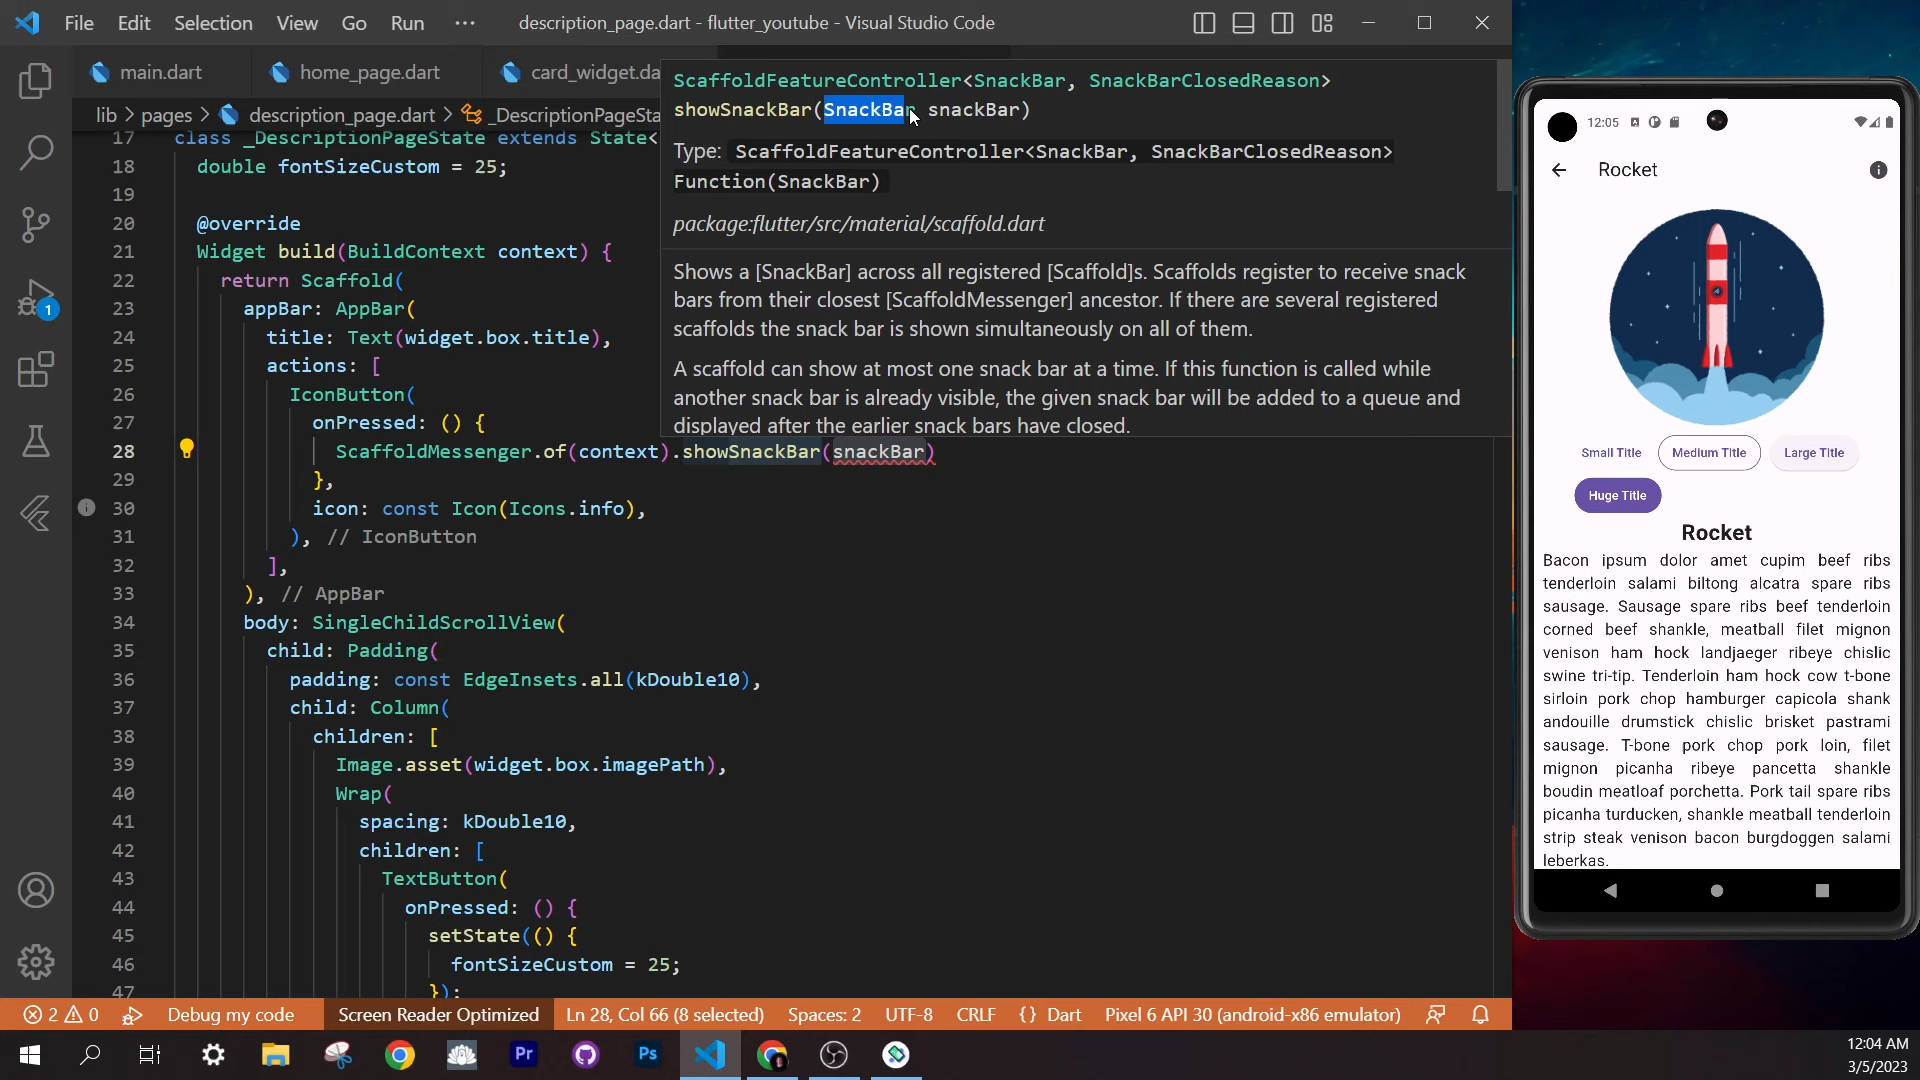 File Edit Selection View Go Run ··· description_page.dart - flutter_youtube - Visual Studio Code
main.dart home_page.dart card_widget.da
lib > pages > description_page.dart > _DescriptionPageSta
ScaffoldFeatureController<SnackBar, SnackBarClosedReason>
showSnackBar(SnackBar snackBar)
Type: ScaffoldFeatureController<SnackBar, SnackBarClosedReason>
Function(SnackBar)
package:flutter/src/material/scaffold.dart
Shows a [SnackBar] across all registered [Scaffold]s. Scaffolds register to receive snack
bars from their closest [ScaffoldMessenger] ancestor. If there are several registered
scaffolds the snack bar is shown simultaneously on all of them.
A scaffold can show at most one snack bar at a time. If this function is called while
another snack bar is already visible, the given snack bar will be added to a queue and
displayed after the earlier snack bars have closed.
17 class _DescriptionPageState extends State<
18 double fontSizeCustom = 25;
19
20 @override
21 Widget build(BuildContext context) {
22 return Scaffold(
23 appBar: AppBar(
24 title: Text(widget.box.title),
25 actions: [
26 IconButton(
27 onPressed: () {
28 ScaffoldMessenger.of(context).showSnackBar(snackBar)
29 },
30 icon: const Icon(Icons.info),
31 ), // IconButton
32 ],
33 ), // AppBar
34 body: SingleChildScrollView(
35 child: Padding(
36 padding: const EdgeInsets.all(kDouble10),
37 child: Column(
38 children: [
39 Image.asset(widget.box.imagePath),
40 Wrap(
41 spacing: kDouble10,
42 children: [
43 TextButton(
44 onPressed: () {
45 setState(() {
46 fontSizeCustom = 25;
47 });
1
2 0 Debug my code Screen Reader Optimized Ln 28, Col 66 (8 selected) Spaces: 2 UTF-8 CRLF {} Dart Pixel 6 API 30 (android-x86 emulator)
Pr Ps
12:04 AM
3/5/2023
12:05
Rocket
Small Title Medium Title Large Title
Huge Title
Rocket
Bacon ipsum dolor amet cupim beef ribs
tenderloin salami biltong alcatra spare ribs
sausage. Sausage spare ribs beef tenderloin
corned beef shankle, meatball filet mignon
venison ham hock landjaeger ribeye chislic
swine tri-tip. Tenderloin ham hock cow t-bone
sirloin pork chop hamburger capicola shank
andouille drumstick chislic brisket pastrami
sausage. T-bone pork chop pork loin, filet
mignon picanha ribeye pancetta shankle
boudin meatloaf porchetta. Pork tail spare ribs
picanha turducken, shankle meatball tenderloin
strip steak venison bacon burgdoggen salami
leberkas.